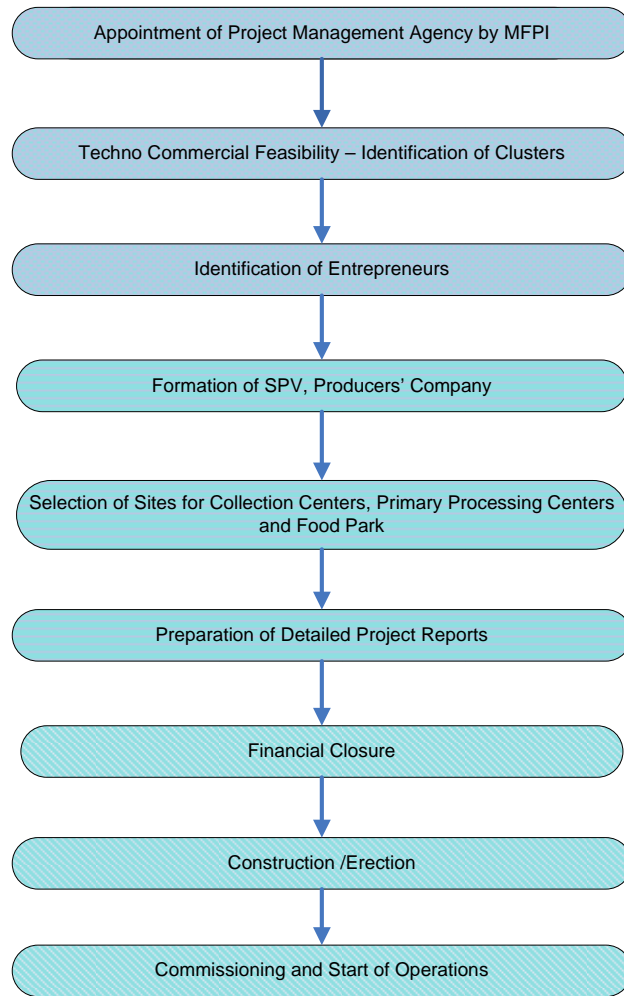 Appointment of Project Management Agency by MFPI
Techno Commercial Feasibility – Identification of Clusters
Identification of Entrepreneurs
Formation of SPV, Producers’ Company
Selection of Sites for Collection Centers, Primary Processing Centers
and Food Park
Preparation of Detailed Project Reports
Financial Closure
Construction /Erection
Commissioning and Start of Operations